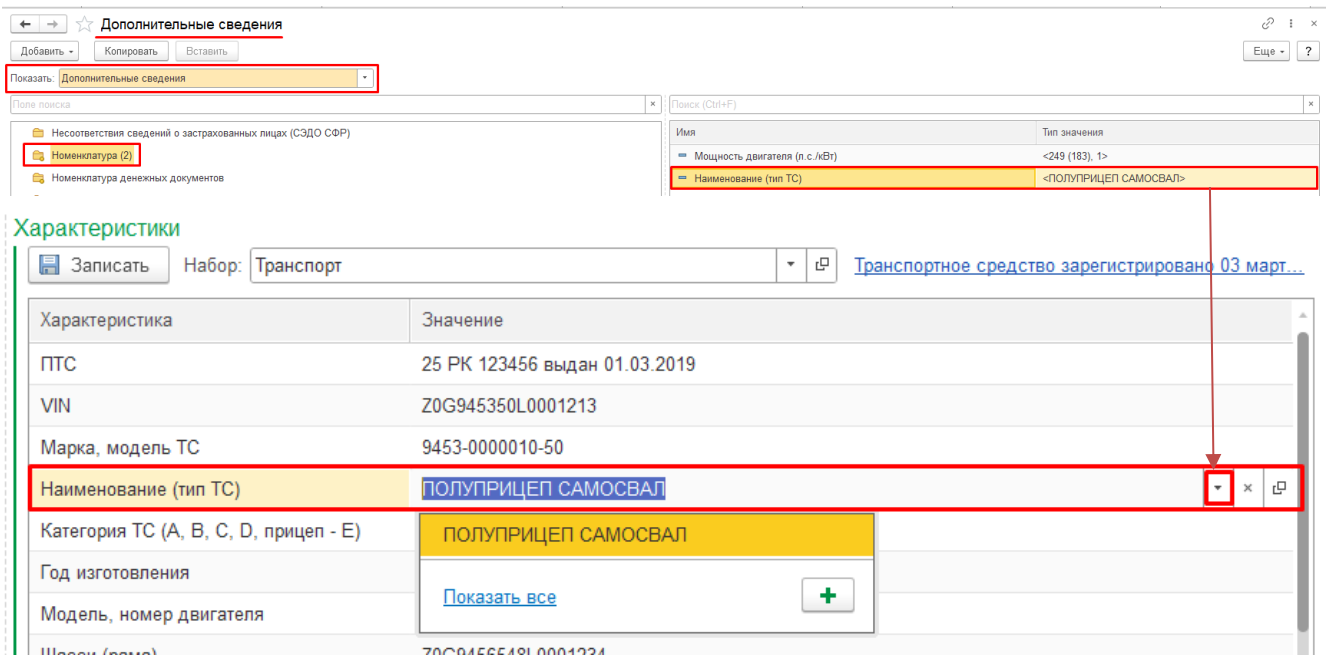 Дополнительные сведения
Добавить Копировать Вставить Еще ?
Показать: Дополнительные сведения
Поле поиска × Поиск (Ctrl+F) ×
Несоответствия сведений о застрахованных лицах (СЭДО СФР)
Номенклатура (2)
Номенклатура денежных документов
Имя Тип значения
Мощность двигателя (л.с./кВт) <249 (183), 1>
Наименование (тип ТС) <ПОЛУПРИЦЕП САМОСВАЛ>
Характеристики
Записать Набор: Транспорт Транспортное средство зарегистрировано 03 март...
Характеристика Значение
ПТС 25 РК 123456 выдан 01.03.2019
VIN Z0G945350L0001213
Марка, модель ТС 9453-0000010-50
Наименование (тип ТС) ПОЛУПРИЦЕП САМОСВАЛ
Категория ТС (A, B, C, D, прицеп - E) ПОЛУПРИЦЕП САМОСВАЛ
Год изготовления
Показать все
Модель, номер двигателя
Шасси (рама) Z0G9456548L0001234